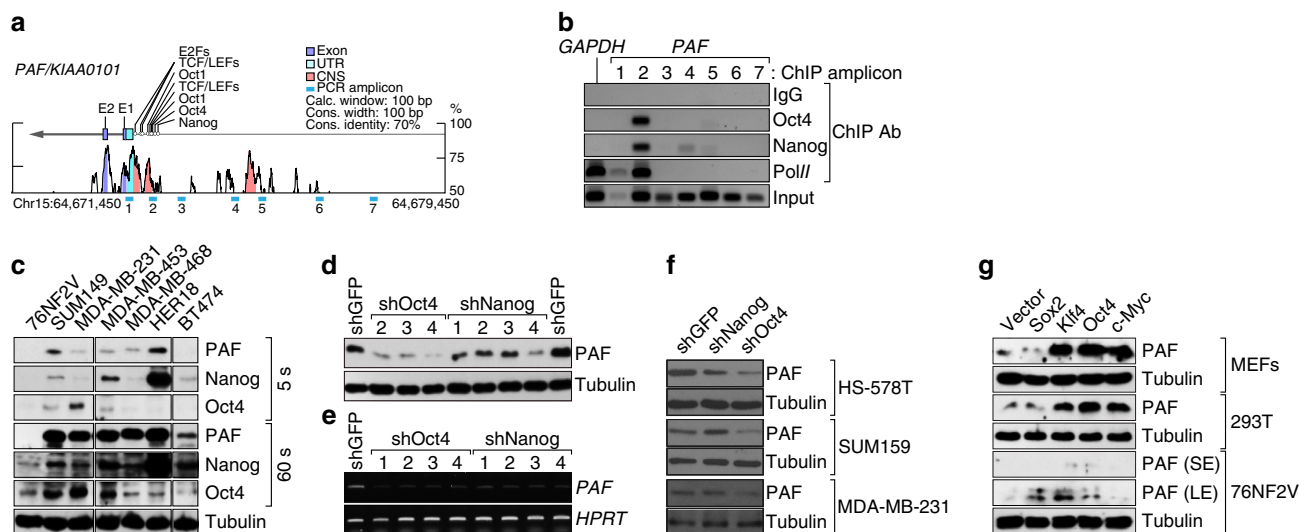 a
PAF/KIAA0101
E2Fs
TCF/LEFs
Oct1
TCF/LEFs
Oct1
Oct4
Nanog
E2 E1
Exon
UTR
CNS
PCR amplicon
Calc. window: 100 bp
Cons. width: 100 bp
Cons. identity: 70%
%
100
75
50
Chr15:64,671,450
64,679,450
1 2 3 4 5 6 7
b
GAPDH PAF
1 2 3 4 5 6 7 : ChIP amplicon
IgG
Oct4
Nanog
PolII
Input
ChIP Ab
c
76NF2V
SUM149
MDA-MB-231
MDA-MB-453
MDA-MB-468
HER18
BT474
PAF
Nanog
Oct4
5 s
PAF
Nanog
Oct4
60 s
Tubulin
d
shGFP
shOct4
shNanog
shGFP
2 3 4 1 2 3 4
PAF
Tubulin
e
shGFP
shOct4
shNanog
1 2 3 4 1 2 3 4
PAF
HPRT
f
shGFP
shNanog
shOct4
PAF
Tubulin
HS-578T
PAF
Tubulin
SUM159
PAF
Tubulin
MDA-MB-231
g
Vector
Sox2
Klf4
Oct4
c-Myc
PAF
Tubulin
MEFs
PAF
Tubulin
293T
PAF (SE)
PAF (LE)
Tubulin
76NF2V